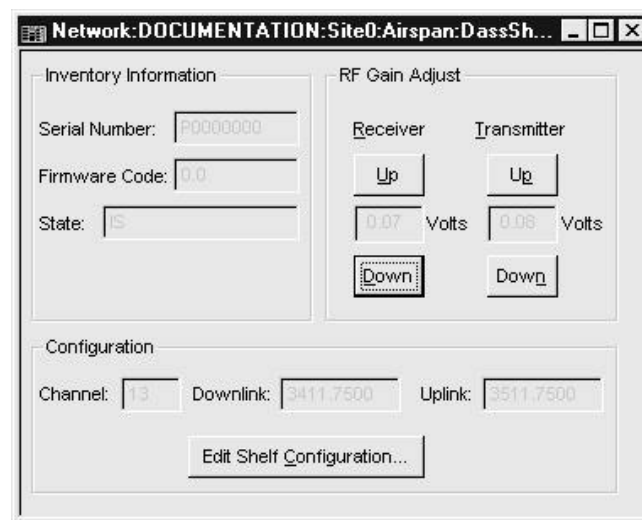 Network:DOCUMENTATION:Site0:Airspan:DassSh...
Inventory Information
Serial Number: P0000000
Firmware Code: 0.0
State: IS
RF Gain Adjust
Receiver Transmitter
Up Up
0.07 Volts 0.08 Volts
Down Down
Configuration
Channel: 13 Downlink: 3411.7500 Uplink: 3511.7500
Edit Shelf Configuration...